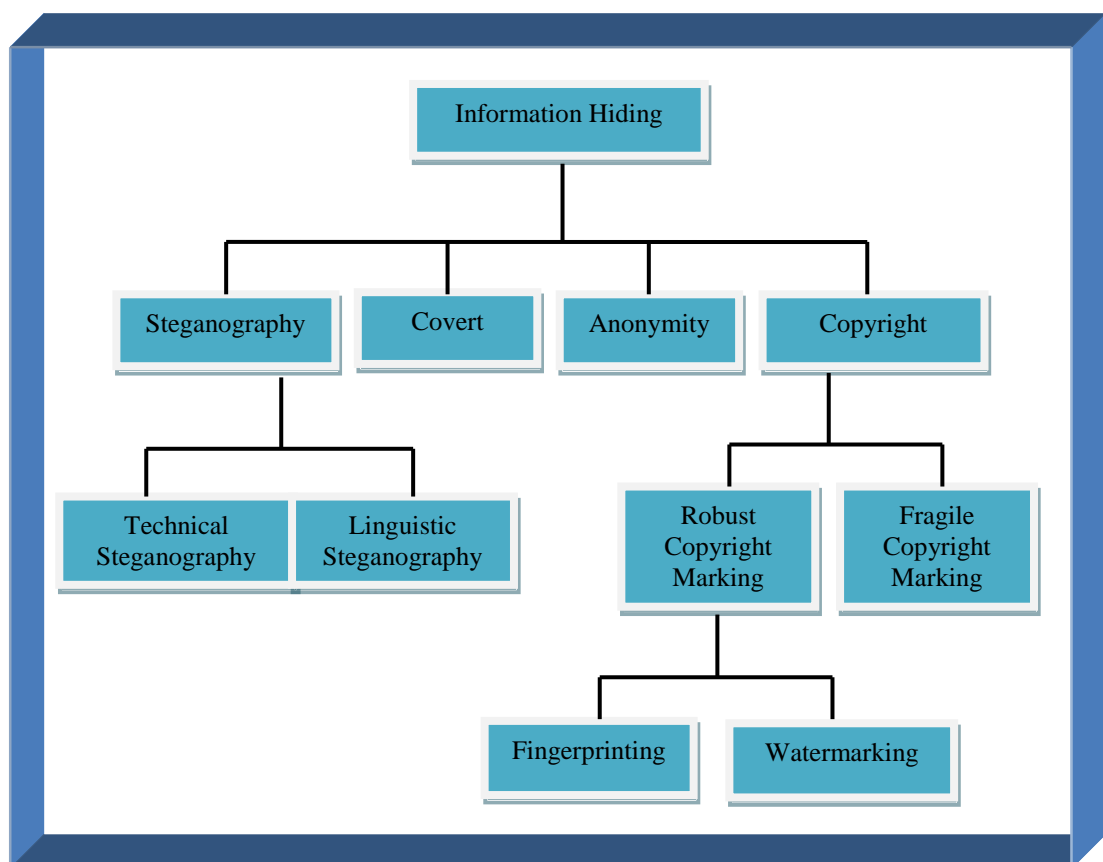 Information Hiding
Steganography
Covert
Anonymity
Copyright
Technical
Steganography
Linguistic
Steganography
Robust
Copyright
Marking
Fragile
Copyright
Marking
Fingerprinting
Watermarking